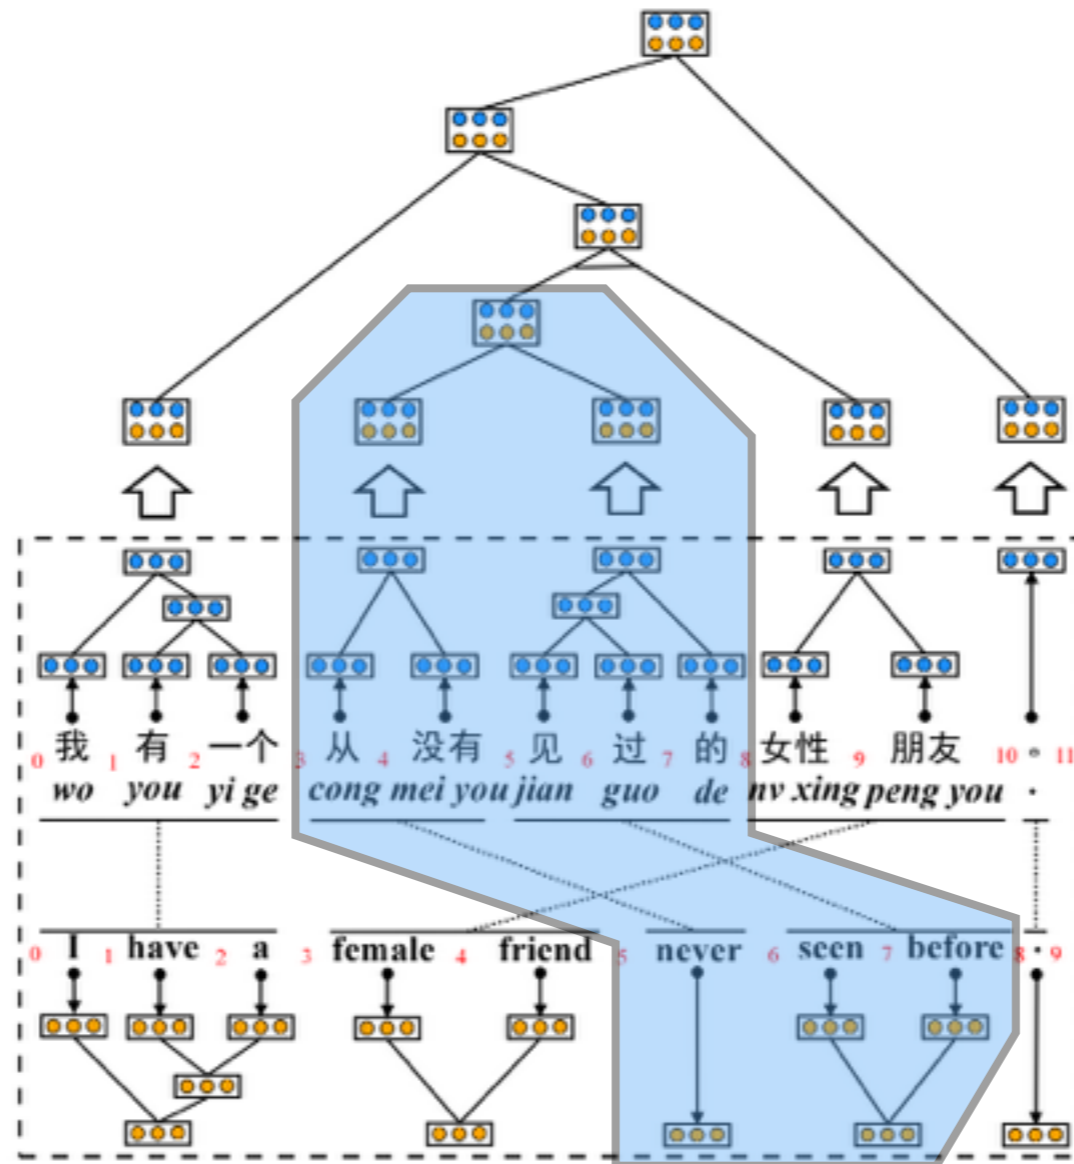 0 我 1 有 2 一个 3 从 4 没有 5 见 6 过 7 的 8 女性 9 朋友 10 。 11
wo you yi ge cong mei you jian guo de nv xing peng you .
0 I 1 have 2 a 3 female 4 friend 5 never 6 seen 7 before 8 . 9